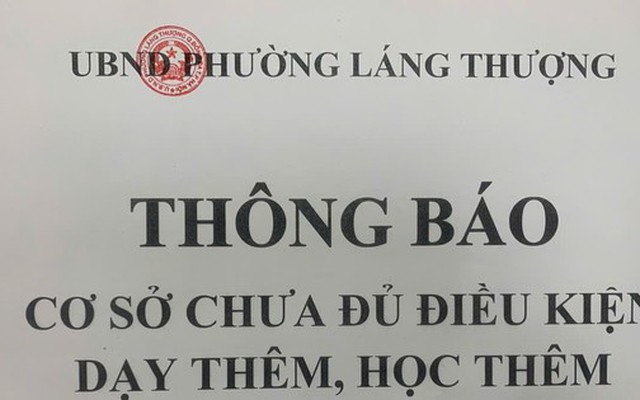 UBND PHƯỜNG LÁNG THƯỢNG
THÔNG BÁO
CƠ SỞ CHƯA ĐỦ ĐIỀU KIỆN
DẠY THÊM, HỌC THÊM